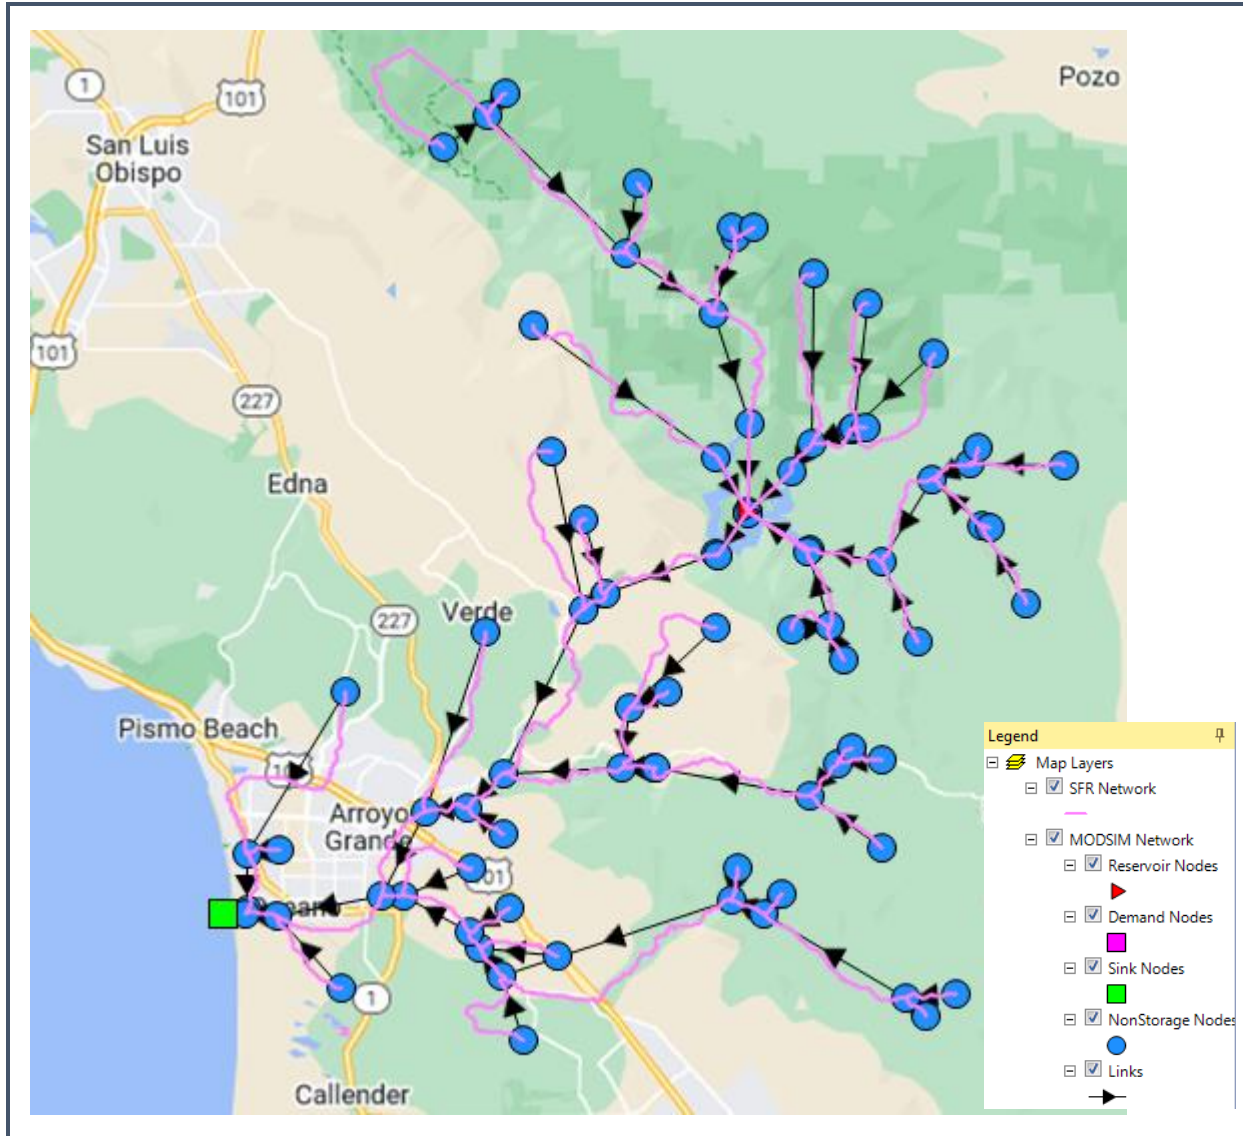 Pozo
1
101
San Luis
Obispo
101
227
Edna
Verde
227
Pismo Beach
101
Arroyo
Grande
101
1
Callender
Legend
Map Layers
SFR Network
MODSIM Network
Reservoir Nodes
Demand Nodes
Sink Nodes
NonStorage Nodes
Links